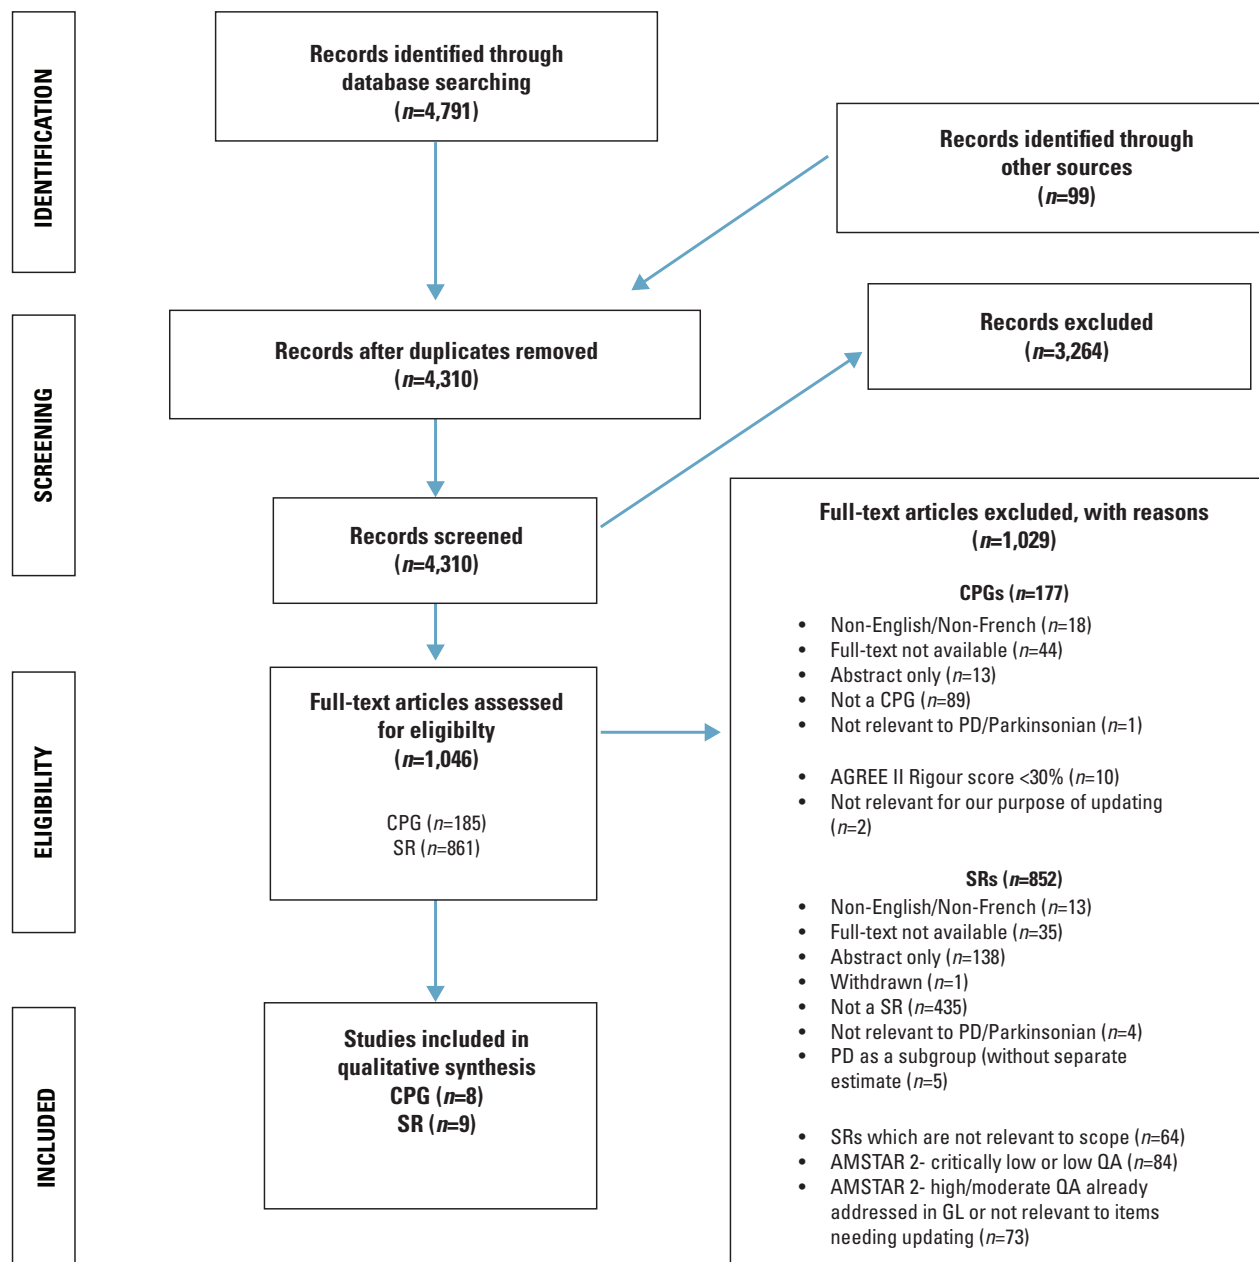 IDENTIFICATION
Records identified through
database searching
(n=4,791)
Records identified through
other sources
(n=99)
SCREENING
Records after duplicates removed
(n=4,310)
Records excluded
(n=3,264)
Records screened
(n=4,310)
ELIGIBILITY
Full-text articles assessed
for eligibilty
(n=1,046)
CPG (n=185)
SR (n=861)
Full-text articles excluded, with reasons
(n=1,029)
CPGs (n=177)
• Non-English/Non-French (n=18)
• Full-text not available (n=44)
• Abstract only (n=13)
• Not a CPG (n=89)
• Not relevant to PD/Parkinsonian (n=1)
• AGREE II Rigour score <30% (n=10)
• Not relevant for our purpose of updating
(n=2)
SRs (n=852)
• Non-English/Non-French (n=13)
• Full-text not available (n=35)
• Abstract only (n=138)
• Withdrawn (n=1)
• Not a SR (n=435)
• Not relevant to PD/Parkinsonian (n=4)
• PD as a subgroup (without separate
estimate (n=5)
• SRs which are not relevant to scope (n=64)
• AMSTAR 2- critically low or low QA (n=84)
• AMSTAR 2- high/moderate QA already
addressed in GL or not relevant to items
needing updating (n=73)
INCLUDED
Studies included in
qualitative synthesis
CPG (n=8)
SR (n=9)